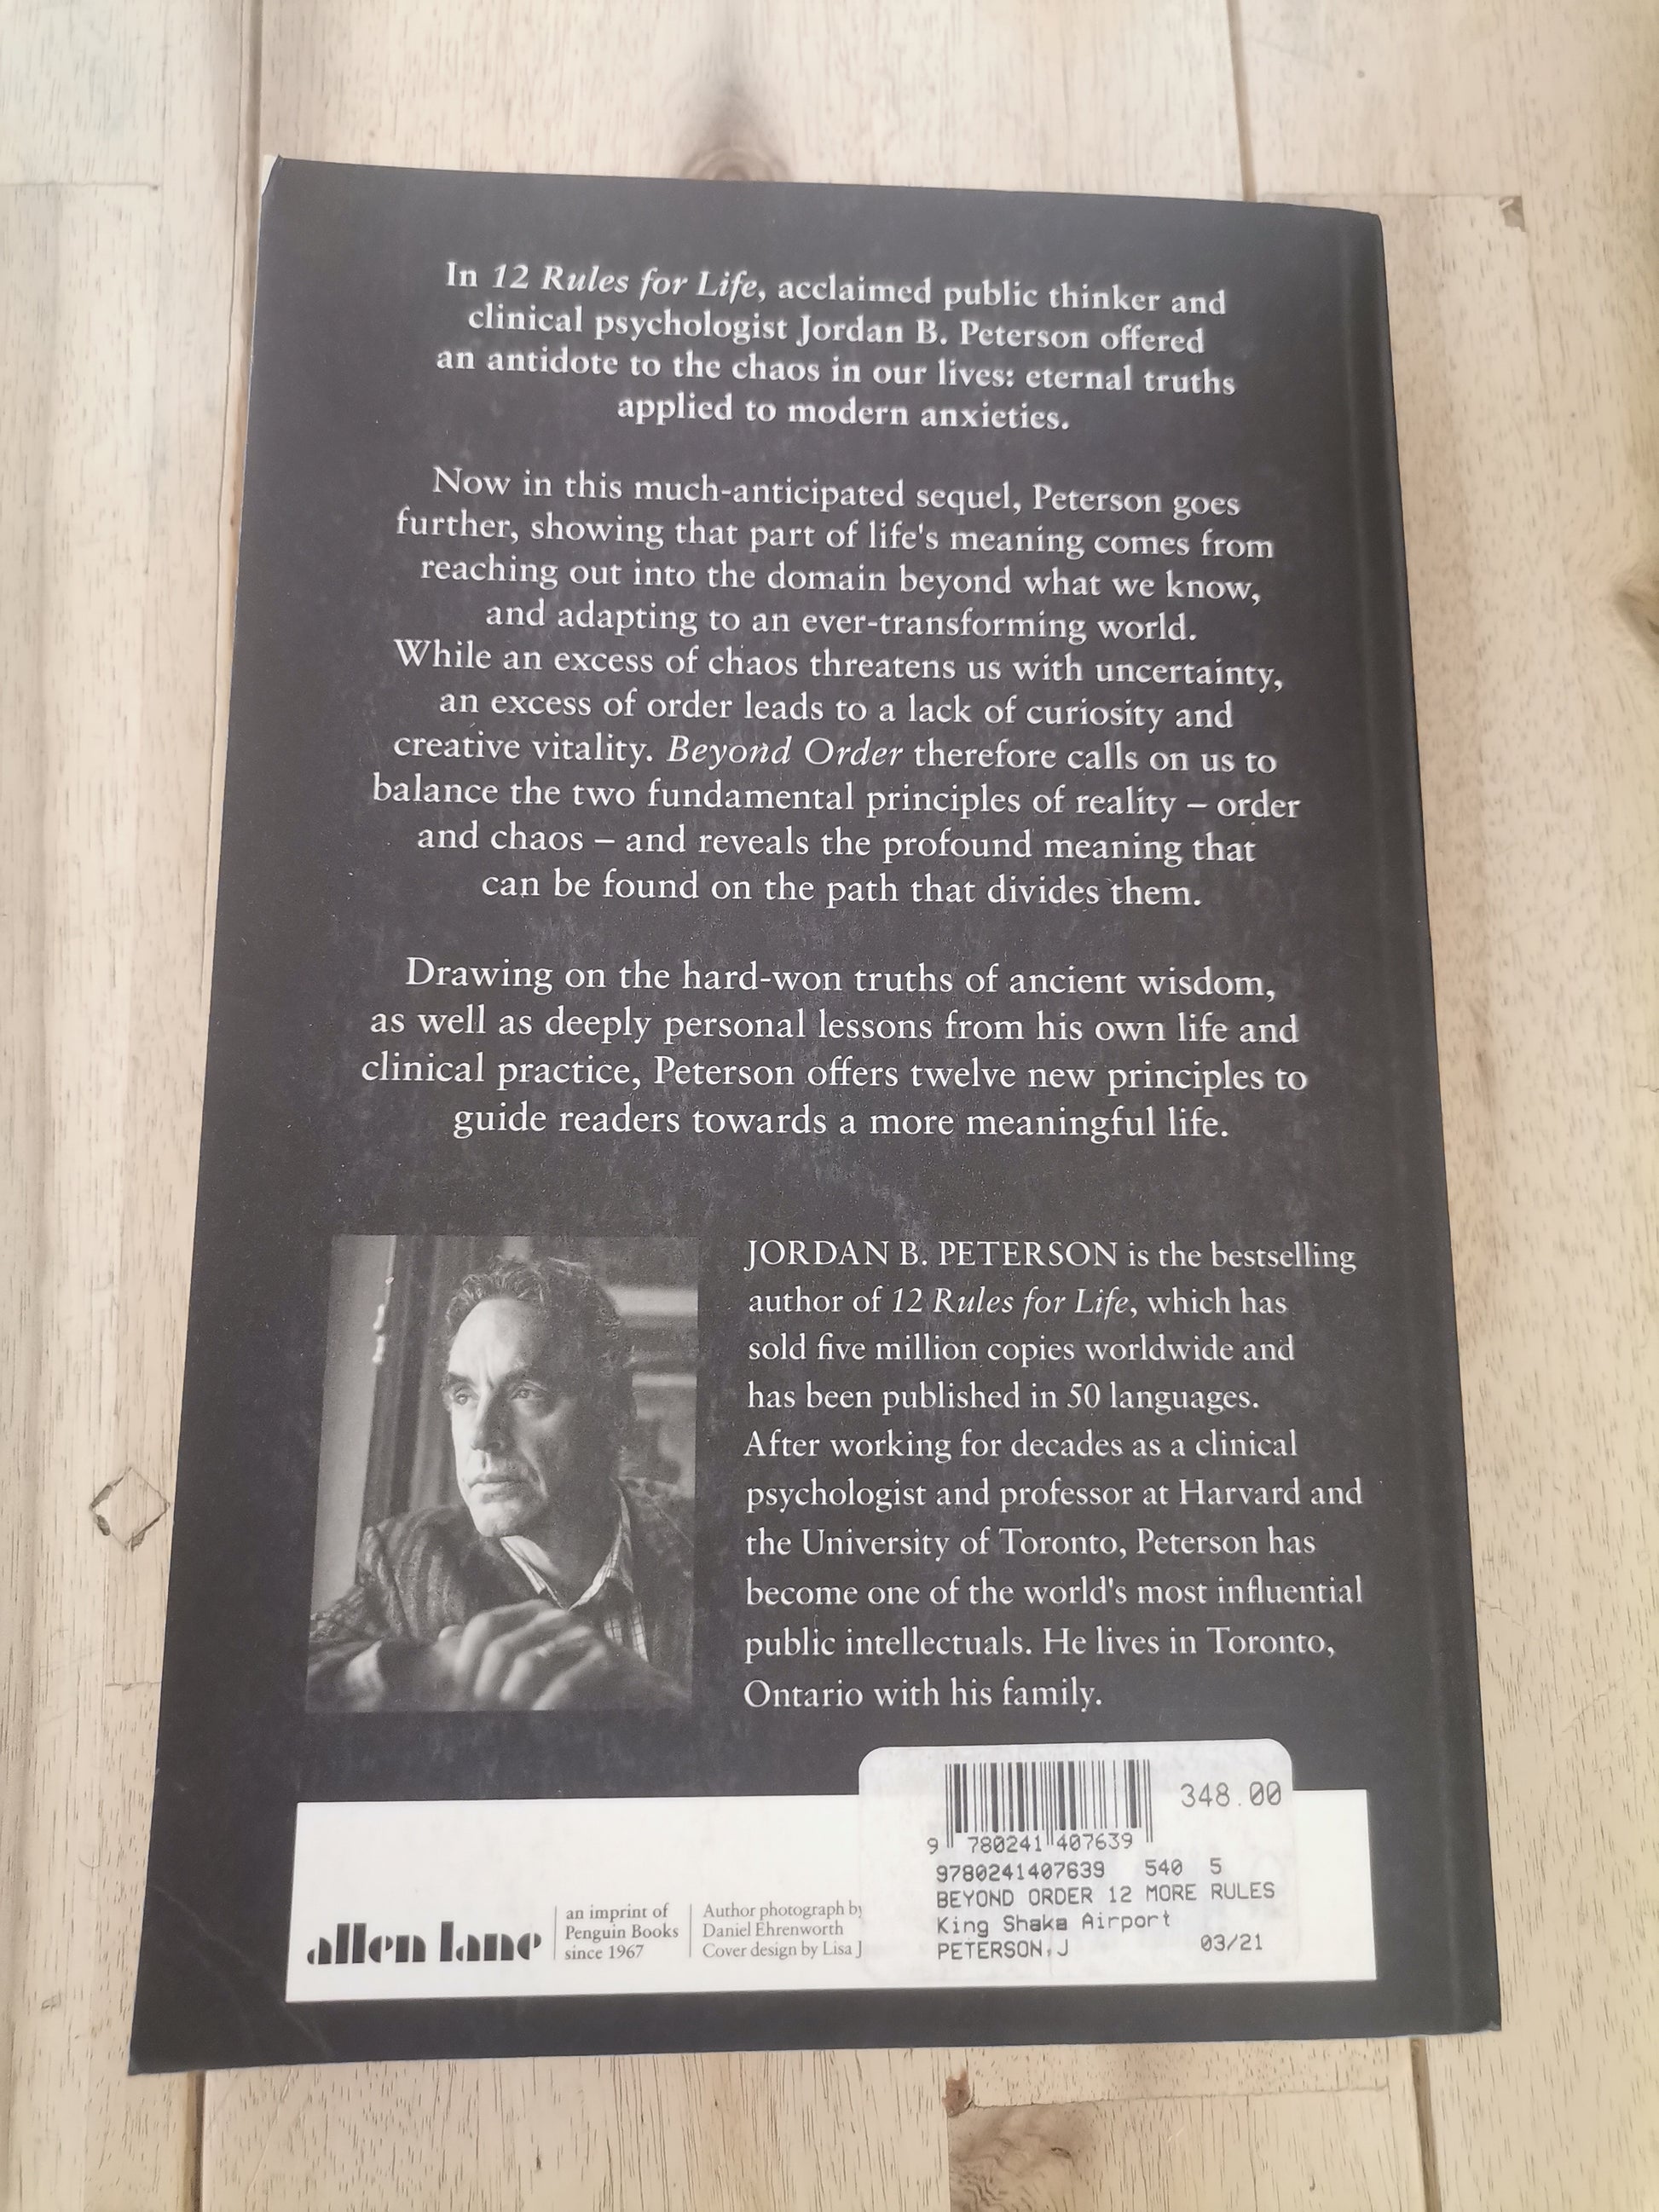 In 12 Rules for Life, acclaimed public thinker and
clinical psychologist Jordan B. Peterson offered
an antidote to the chaos in our lives: eternal truths
applied to modern anxieties.
Now in this much-anticipated sequel, Peterson goes
further, showing that part of life's meaning comes from
reaching out into the domain beyond what we know,
and adapting to an ever-transforming world.
While an excess of chaos threatens us with uncertainty,
an excess of order leads to a lack of curiosity and
creative vitality. Beyond Order therefore calls on us to
balance the two fundamental principles of reality – order
and chaos – and reveals the profound meaning that
can be found on the path that divides them.
Drawing on the hard-won truths of ancient wisdom,
as well as deeply personal lessons from his own life and
clinical practice, Peterson offers twelve new principles to
guide readers towards a more meaningful life.
JORDAN B. PETERSON is the bestselling
author of 12 Rules for Life, which has
sold five million copies worldwide and
has been published in 50 languages.
After working for decades as a clinical
psychologist and professor at Harvard and
the University of Toronto, Peterson has
become one of the world's most influential
public intellectuals. He lives in Toronto,
Ontario with his family.
348.00
9 780241 407639
9780241407639 540 5
BEYOND ORDER 12 MORE RULES
King Shaka Airport
PETERSON,J 03/21
allen lane
an imprint of
Penguin Books
since 1967
Author photograph by
Daniel Ehrenworth
Cover design by Lisa J